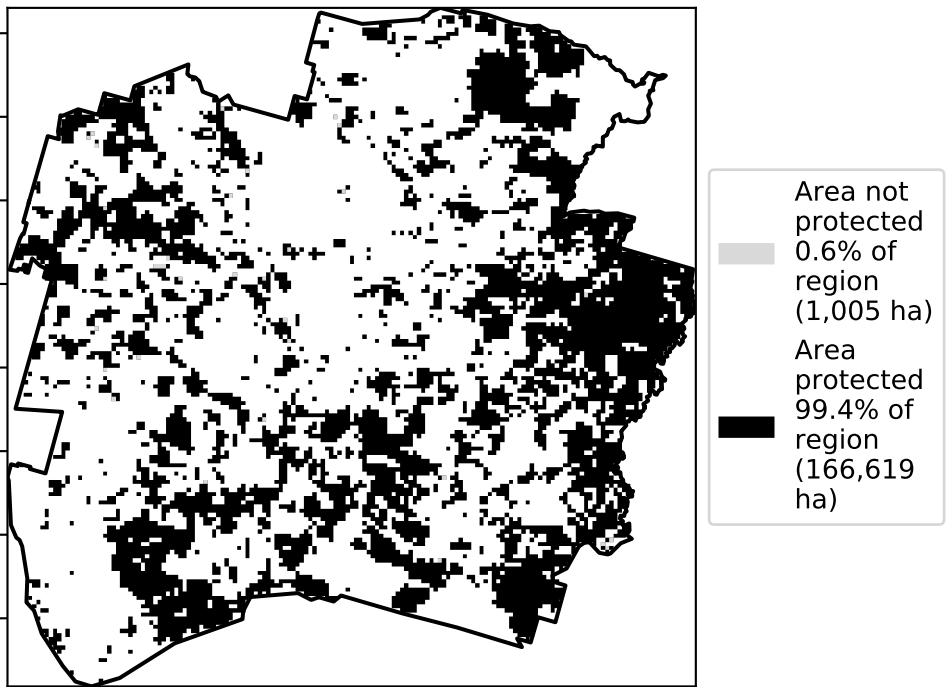 Area not
protected
0.6% of
region
(1,005 ha)
Area
protected
99.4% of
region
(166,619
ha)